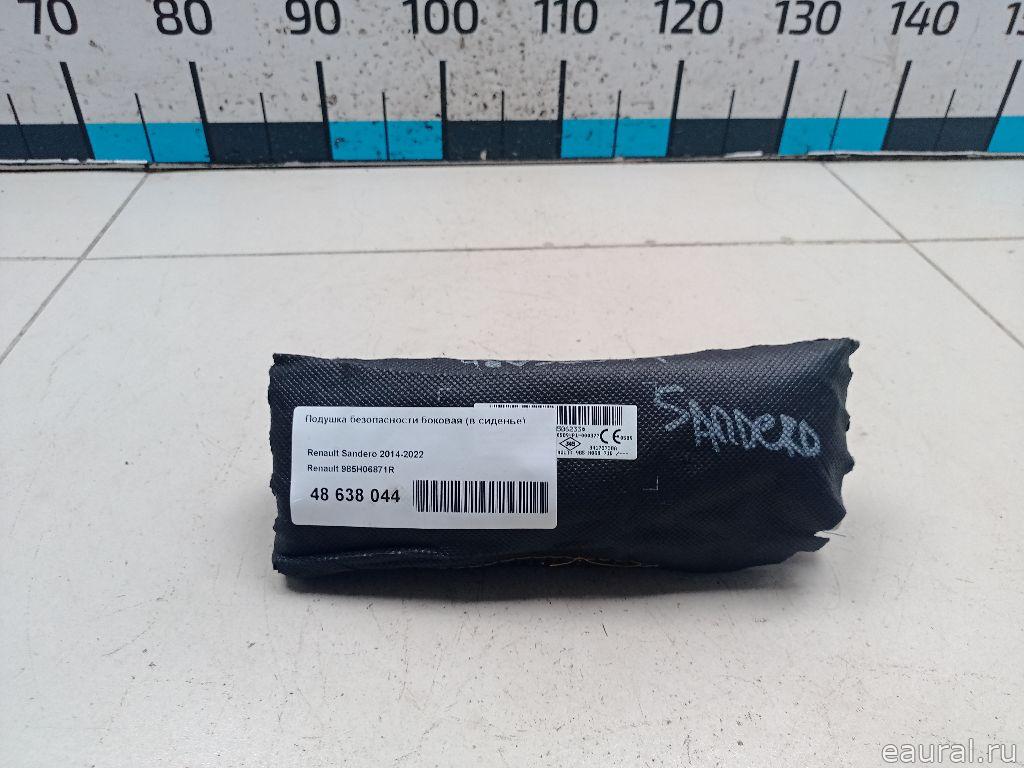 70 80 90 100 110 120 130 140
Подушка безопасности боковая (в сиденье)
Renault Sandero 2014-2022
Renault 985H06871R
48 638 044
CE
SANDERO
eaural.ru